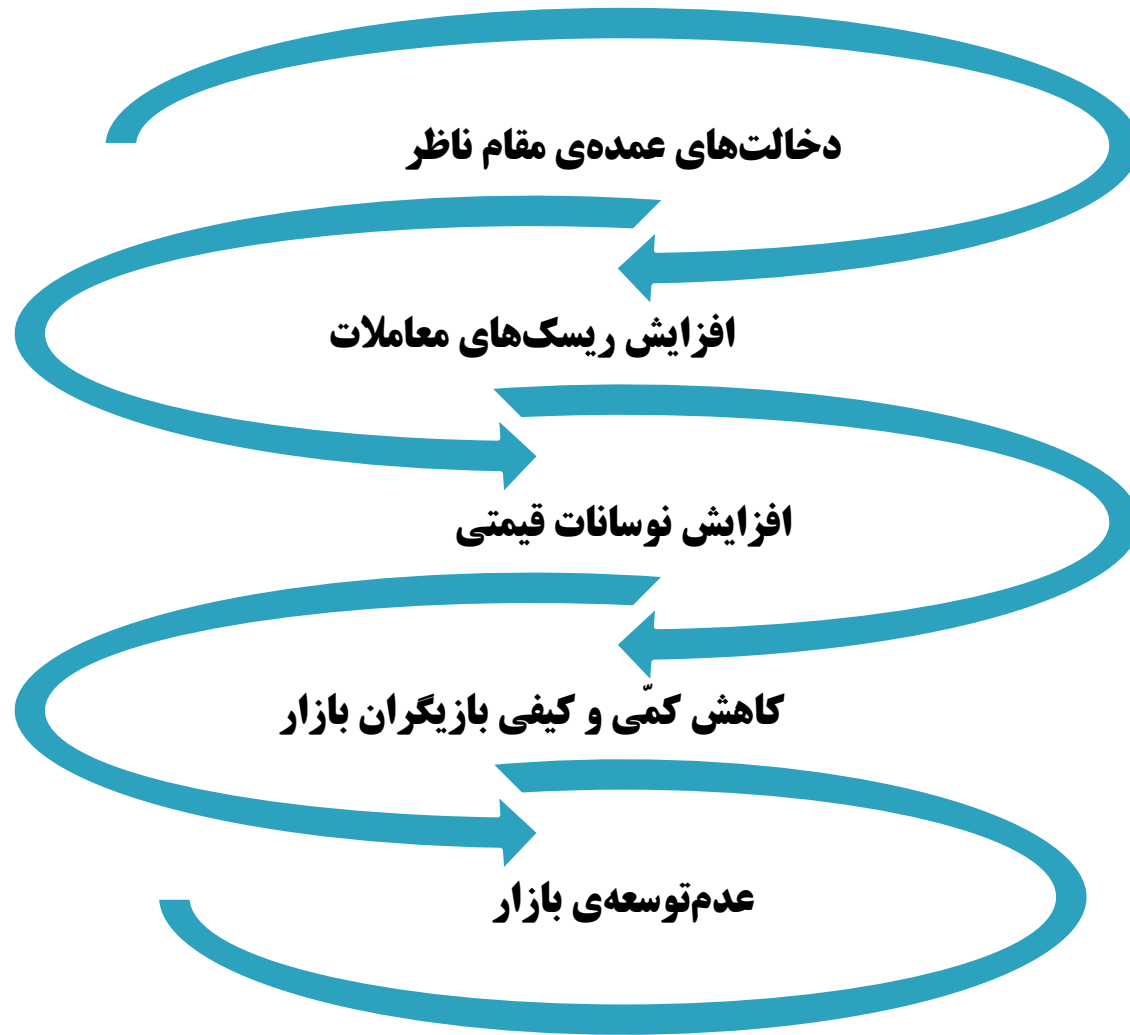 دخالت‌های عمده‌ی مقام ناظر
افزایش ریسک‌های معاملات
افزایش نوسانات قیمتی
کاهش کمّی و کیفی بازیگران بازار
عدم‌توسعه‌ی بازار